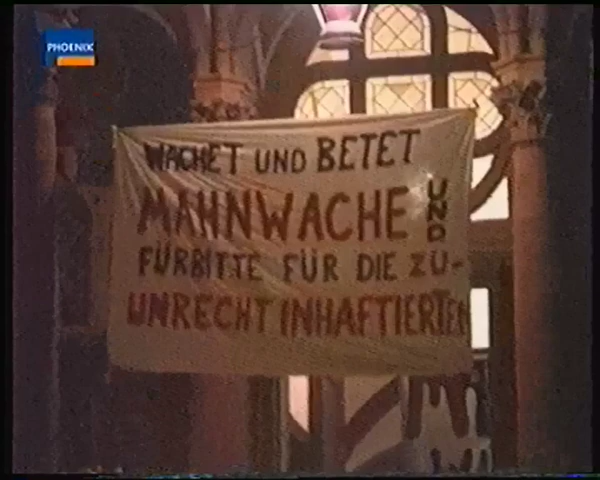 PHOENIX
WACHET UND BETET
MAHNWACHE UND
FÜRBITTE FÜR DIE ZU-
UNRECHT INHAFTIERTEN